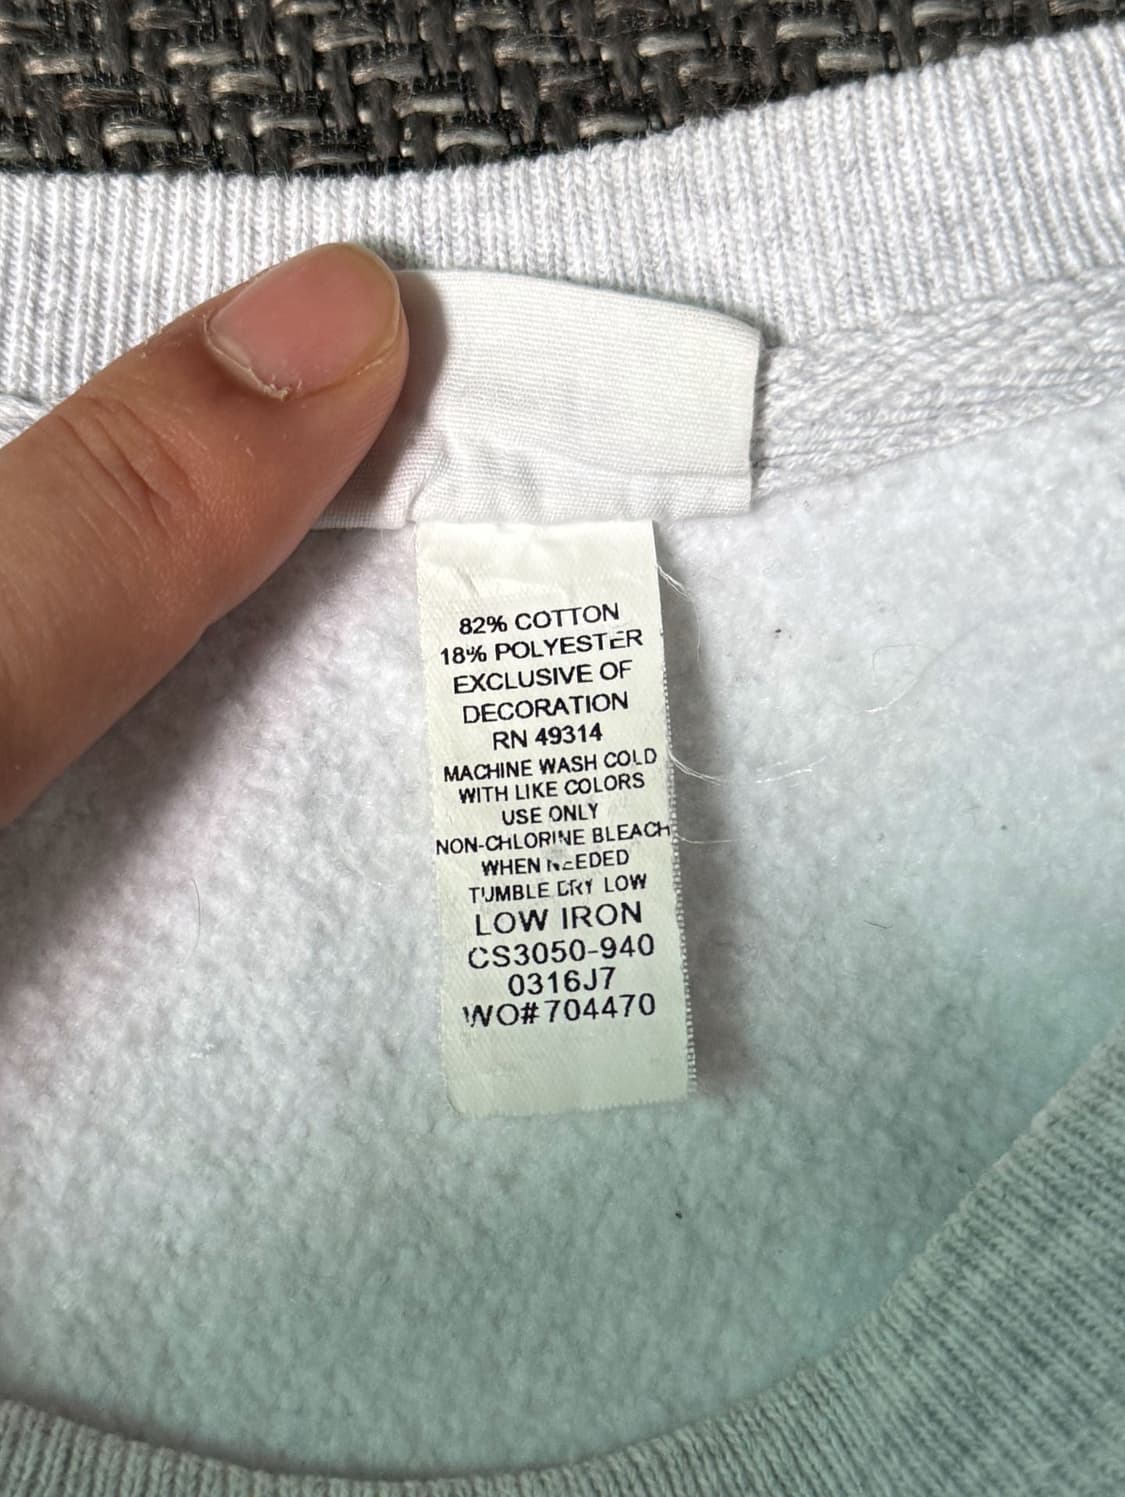 82% COTTON
18% POLYESTER
EXCLUSIVE OF
DECORATION
RN 49314
MACHINE WASH COLD
WITH LIKE COLORS
USE ONLY
NON-CHLORINE BLEACH
WHEN NEEDED
TUMBLE DRY LOW
LOW IRON
CS3050-940
0316J7
WO#704470